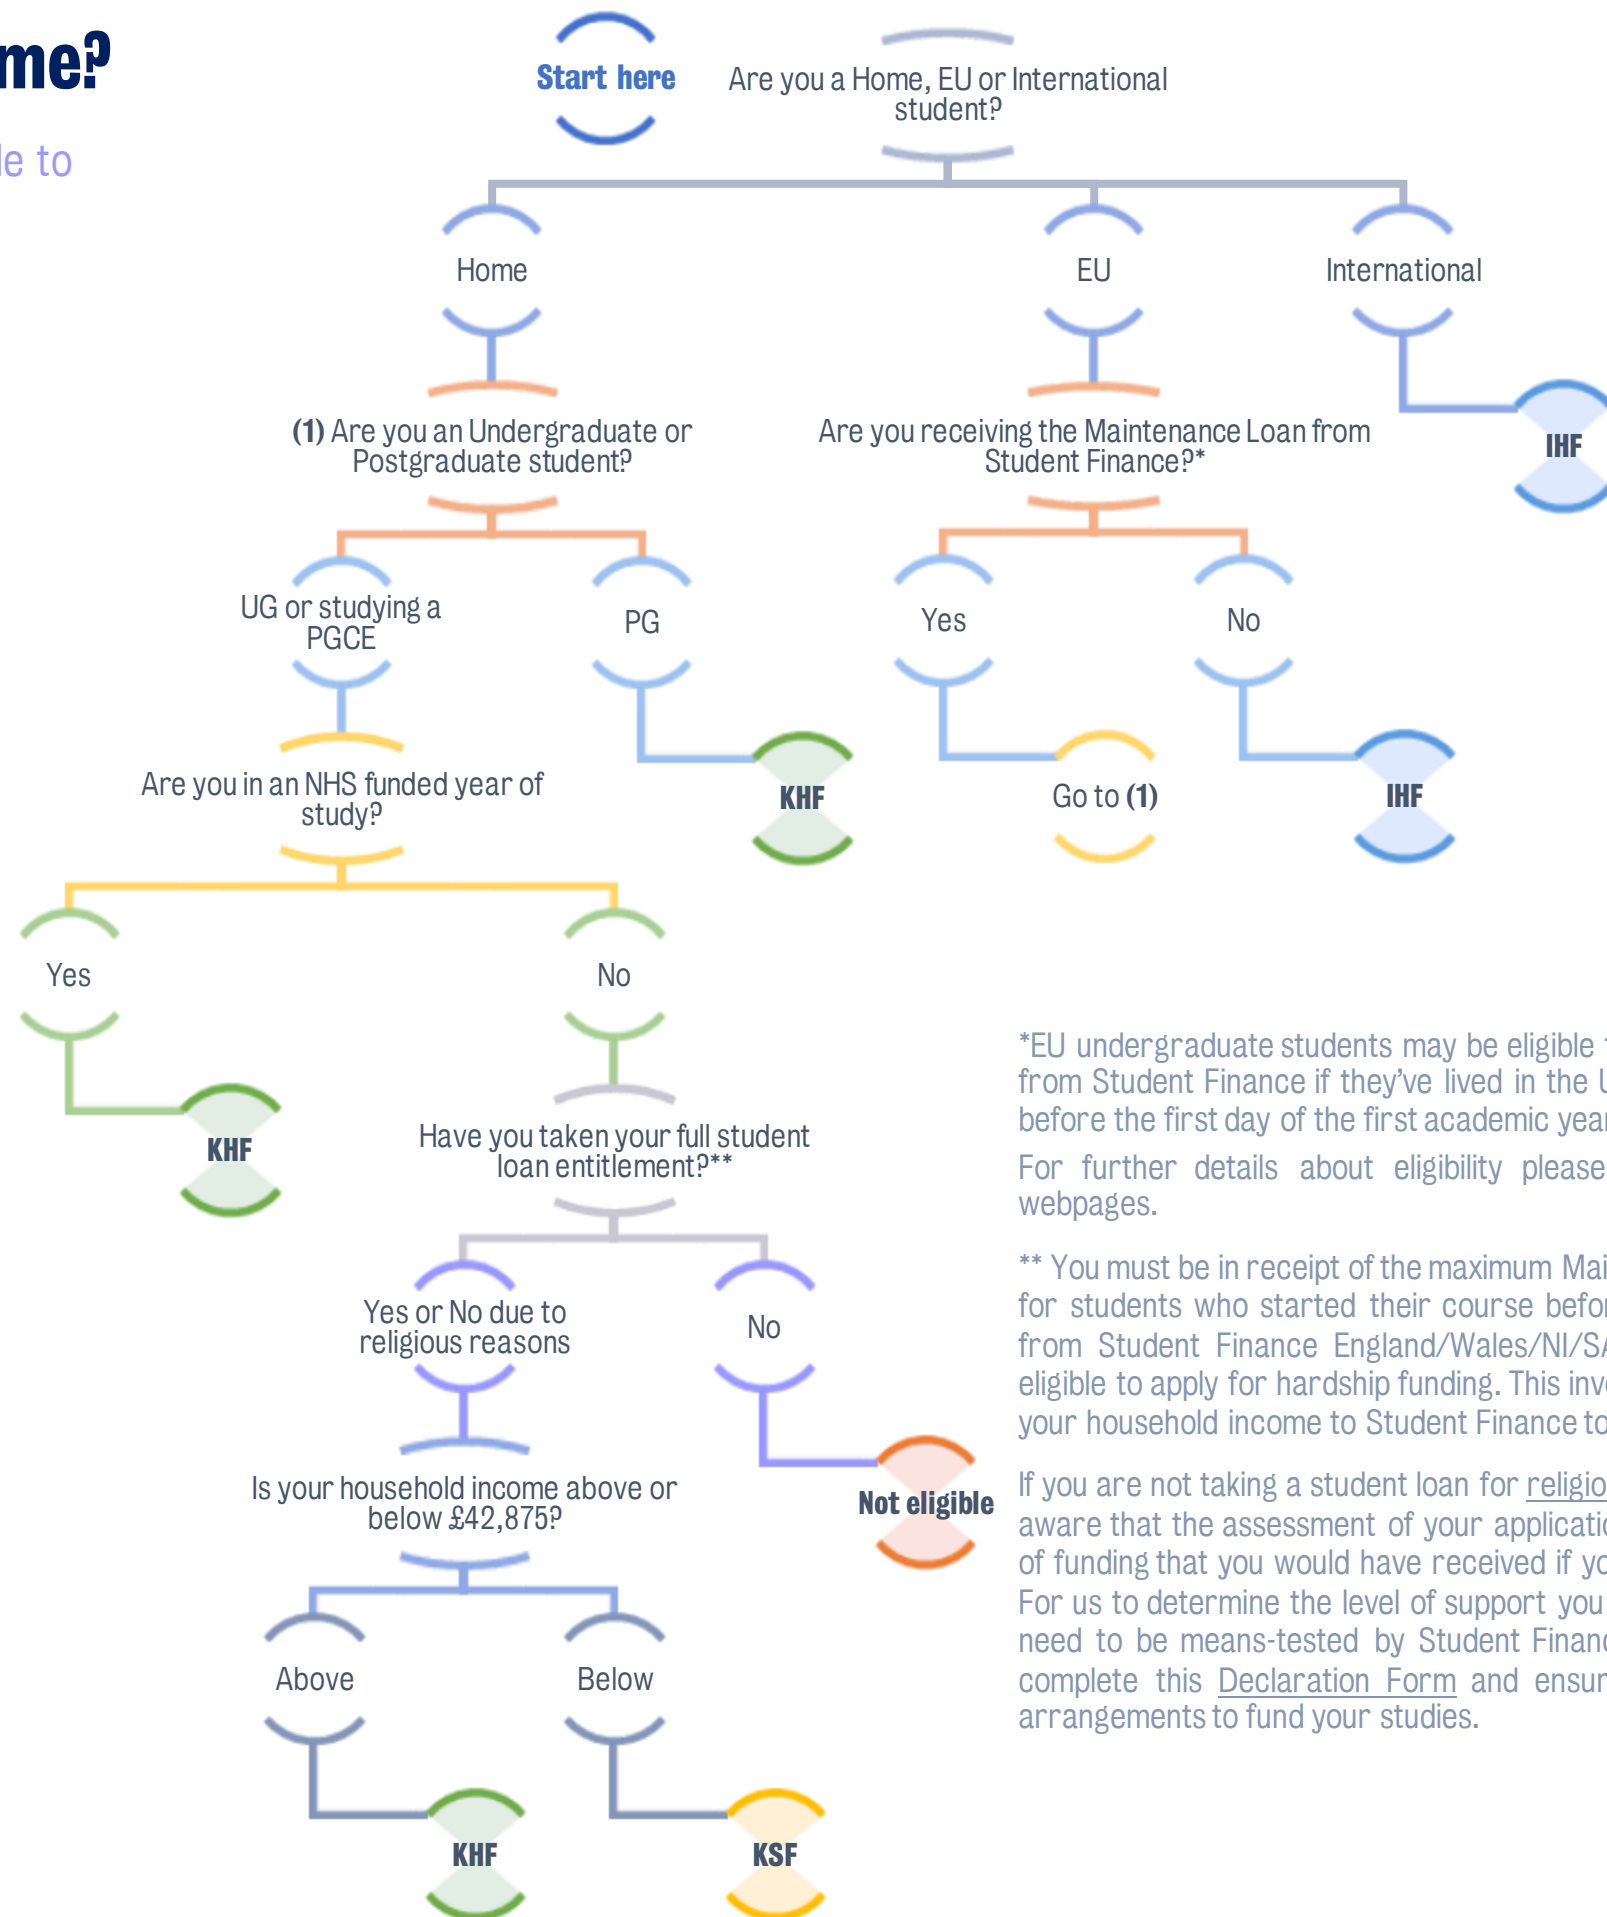 me?
le to
Start here
Are you a Home, EU or International
student?
Home
EU
International
(1) Are you an Undergraduate or
Postgraduate student?
Are you receiving the Maintenance Loan from
Student Finance?*
IHF
UG or studying a
PGCE
PG
Yes
No
Are you in an NHS funded year of
study?
KHF
Go to (1)
IHF
Yes
No
KHF
Have you taken your full student
loan entitlement?**
Yes or No due to
religious reasons
No
Is your household income above or
below £42,875?
Not eligible
Above
Below
KHF
KSF
*EU undergraduate students may be eligible
from Student Finance if they've lived in the
before the first day of the first academic year
For further details about eligibility please
webpages.
** You must be in receipt of the maximum Mai
for students who started their course befor
from Student Finance England/Wales/NI/SA
eligible to apply for hardship funding. This inv
your household income to Student Finance to
If you are not taking a student loan for religio
aware that the assessment of your applicatio
of funding that you would have received if yo
For us to determine the level of support you
need to be means-tested by Student Financ
complete this Declaration Form and ensur
arrangements to fund your studies.